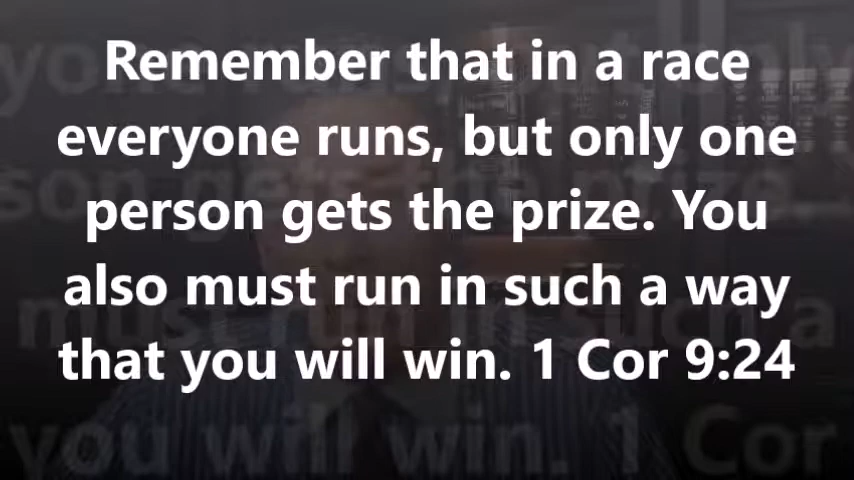 Remember that in a race
everyone runs, but only one
person gets the prize. You
also must run in such a way
that you will win. 1 Cor 9:24